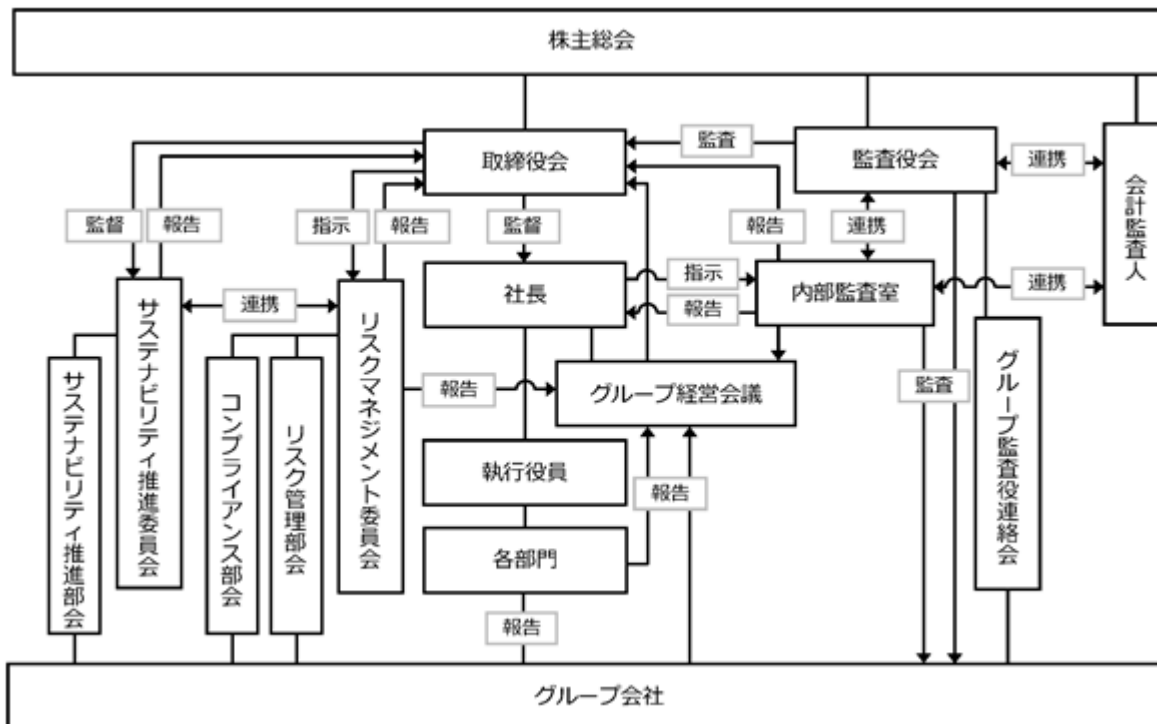 株主総会
取締役会
監査
監査役会
連携
会計監査人
監督
報告
指示
報告
監督
報告
連携
社長
指示
内部監査室
連携
報告
サステナビリティ推進委員会
連携
リスクマネジメント委員会
サステナビリティ推進部会
コンプライアンス部会
リスク管理部会
報告
グループ経営会議
監査
グループ監査役連絡会
執行役員
報告
各部門
報告
グループ会社